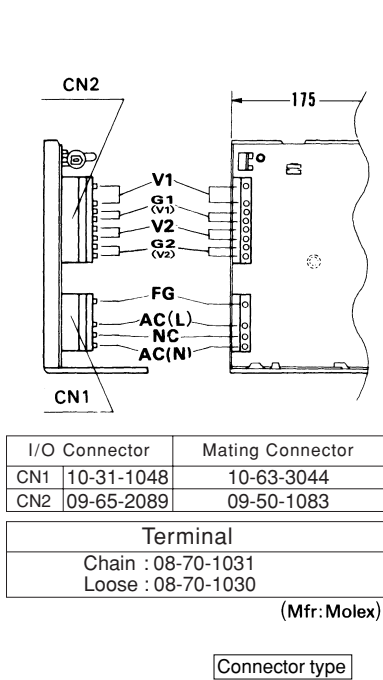 CN2
175
V1
G1
(V1)
V2
G2
(V2)
FG
AC(L)
NC
AC(N)
CN1
I/O Connector Mating Connector
CN1 10-31-1048 10-63-3044
CN2 09-65-2089 09-50-1083
Terminal
Chain : 08-70-1031
Loose : 08-70-1030
(Mfr: Molex)
Connector type